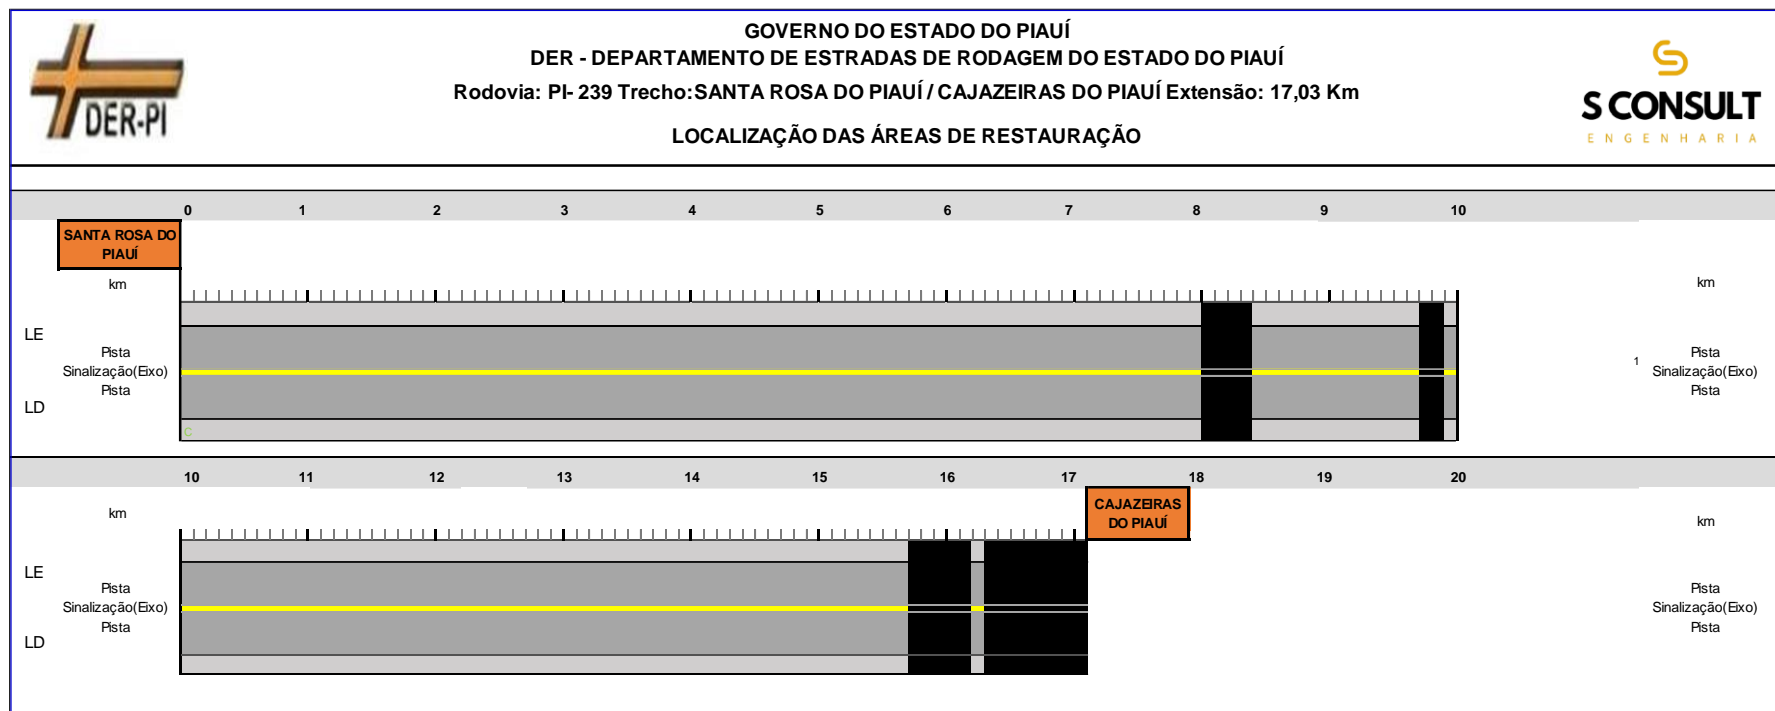 GOVERNO DO ESTADO DO PIAUÍ
DER - DEPARTAMENTO DE ESTRADAS DE RODAGEM DO ESTADO DO PIAUÍ
Rodovia: PI- 239 Trecho:SANTA ROSA DO PIAUÍ / CAJAZEIRAS DO PIAUÍ Extensão: 17,03 Km
LOCALIZAÇÃO DAS ÁREAS DE RESTAURAÇÃO
DER-PI
S CONSULT
ENGENHARIA
0 1 2 3 4 5 6 7 8 9 10
SANTA ROSA DO
PIAUÍ
km
km
LE
Pista
Sinalização(Eixo)
Pista
LD
C
1
Pista
Sinalização(Eixo)
Pista
10 11 12 13 14 15 16 17 18 19 20
CAJAZEIRAS
DO PIAUÍ
km
km
LE
Pista
Sinalização(Eixo)
Pista
LD
Pista
Sinalização(Eixo)
Pista